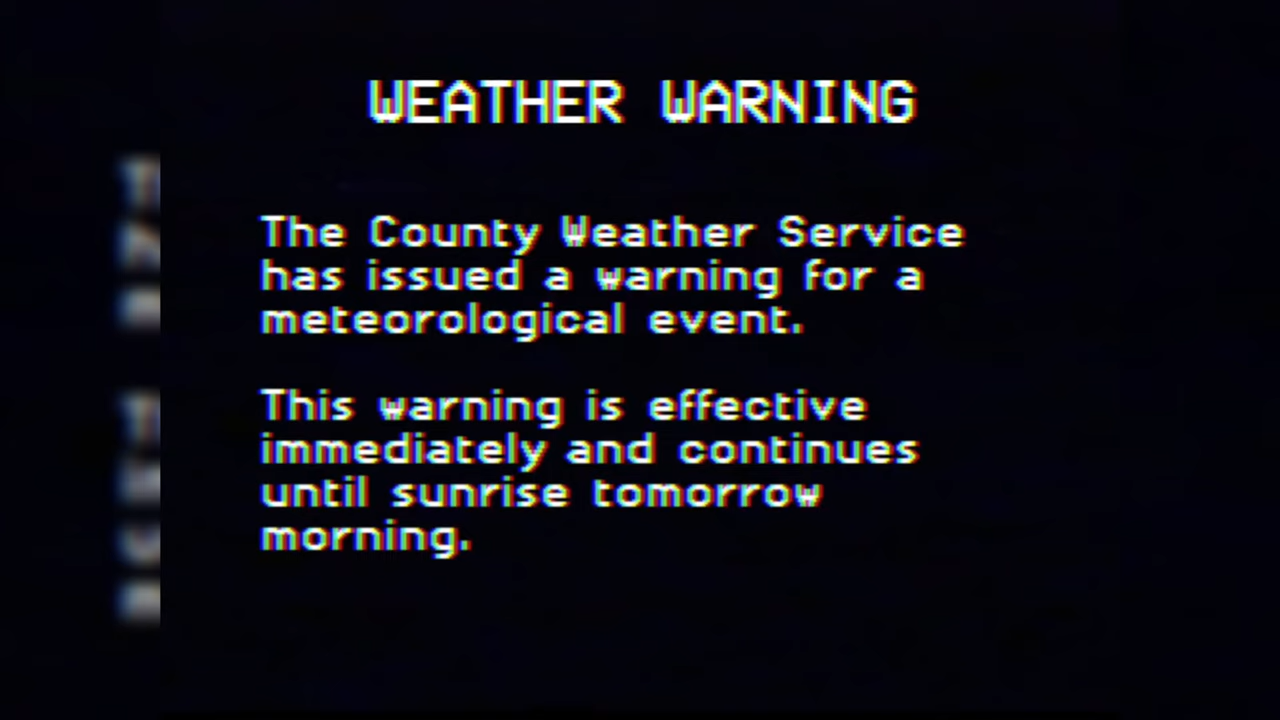 WEATHER WARNING
The County Weather Service
has issued a warning for a
meteorological event.
This warning is effective
immediately and continues
until sunrise tomorrow
morning.